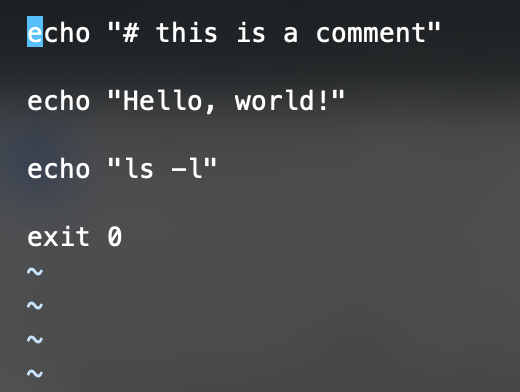 echo "# this is a comment"
echo "Hello, world!"
echo "ls -l"
exit 0
~
~
~
~